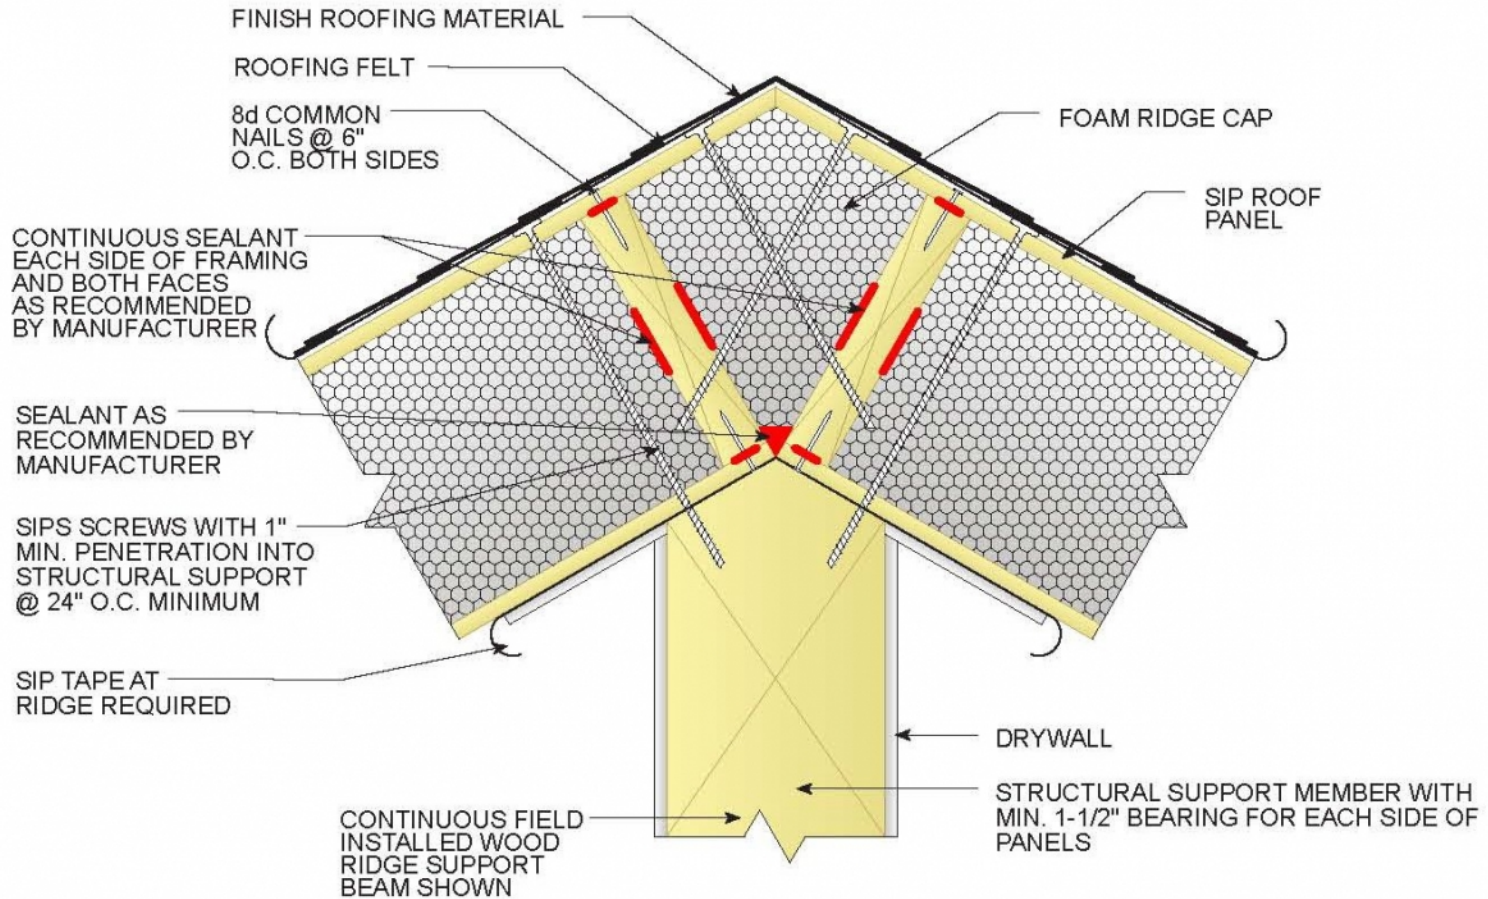 FINISH ROOFING MATERIAL
ROOFING FELT
8d COMMON
NAILS @ 6"
O.C. BOTH SIDES
CONTINUOUS SEALANT
EACH SIDE OF FRAMING
AND BOTH FACES
AS RECOMMENDED
BY MANUFACTURER
SEALANT AS
RECOMMENDED BY
MANUFACTURER
SIPS SCREWS WITH 1"
MIN. PENETRATION INTO
STRUCTURAL SUPPORT
@ 24" O.C. MINIMUM
SIP TAPE AT
RIDGE REQUIRED
CONTINUOUS FIELD
INSTALLED WOOD
RIDGE SUPPORT
BEAM SHOWN
FOAM RIDGE CAP
SIP ROOF
PANEL
DRYWALL
STRUCTURAL SUPPORT MEMBER WITH
MIN. 1-1/2" BEARING FOR EACH SIDE OF
PANELS